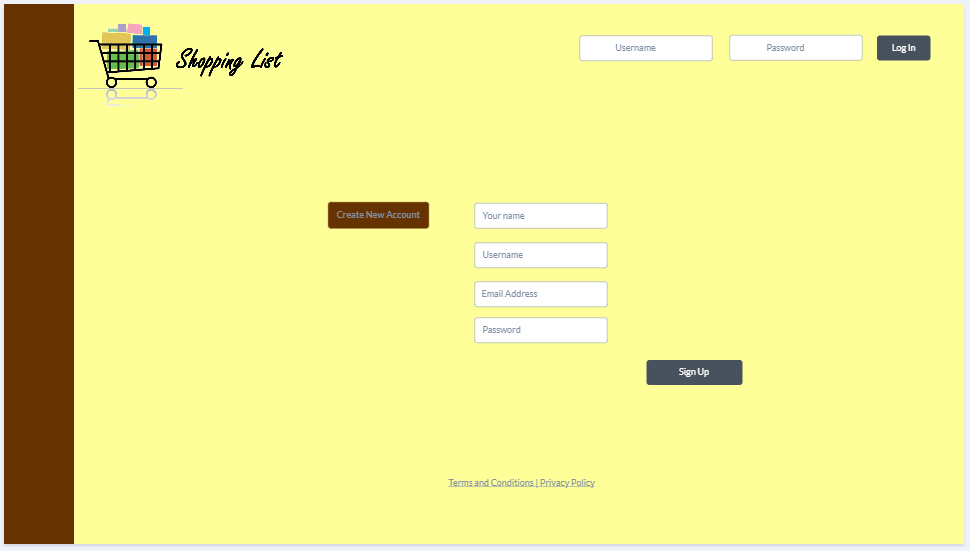 Shopping List
Username
Password
Log In
Create New Account
Your name
Username
Email Address
Password
Sign Up
Terms and Conditions | Privacy Policy